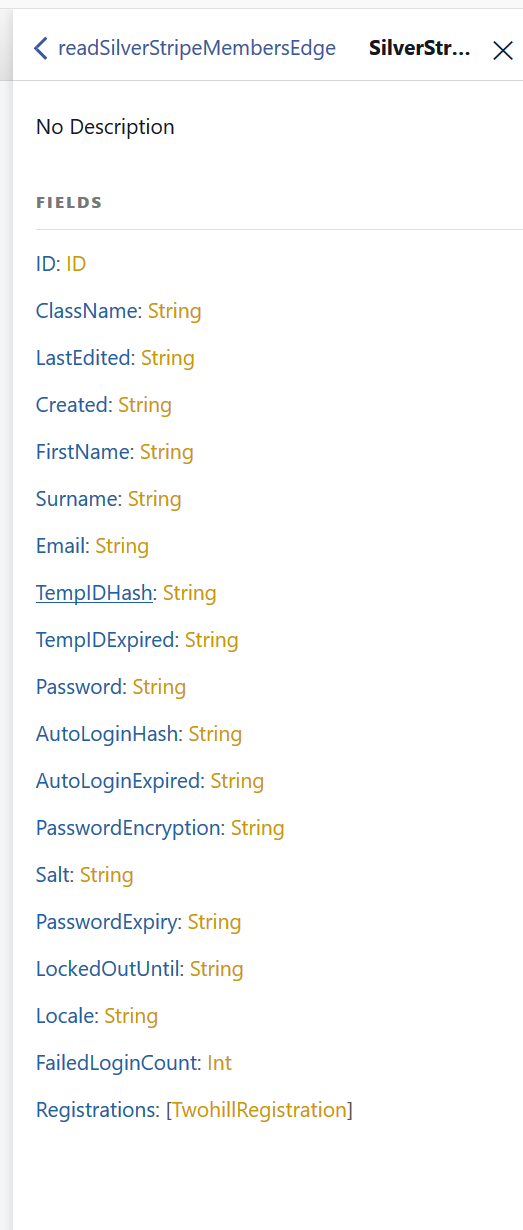 readSilverStripeMembersEdge SilverStr...
No Description
FIELDS
ID: ID
ClassName: String
LastEdited: String
Created: String
FirstName: String
Surname: String
Email: String
TempIDHash: String
TempIDExpired: String
Password: String
AutoLoginHash: String
AutoLoginExpired: String
PasswordEncryption: String
Salt: String
PasswordExpiry: String
LockedOutUntil: String
Locale: String
FailedLoginCount: Int
Registrations: [TwohillRegistration]